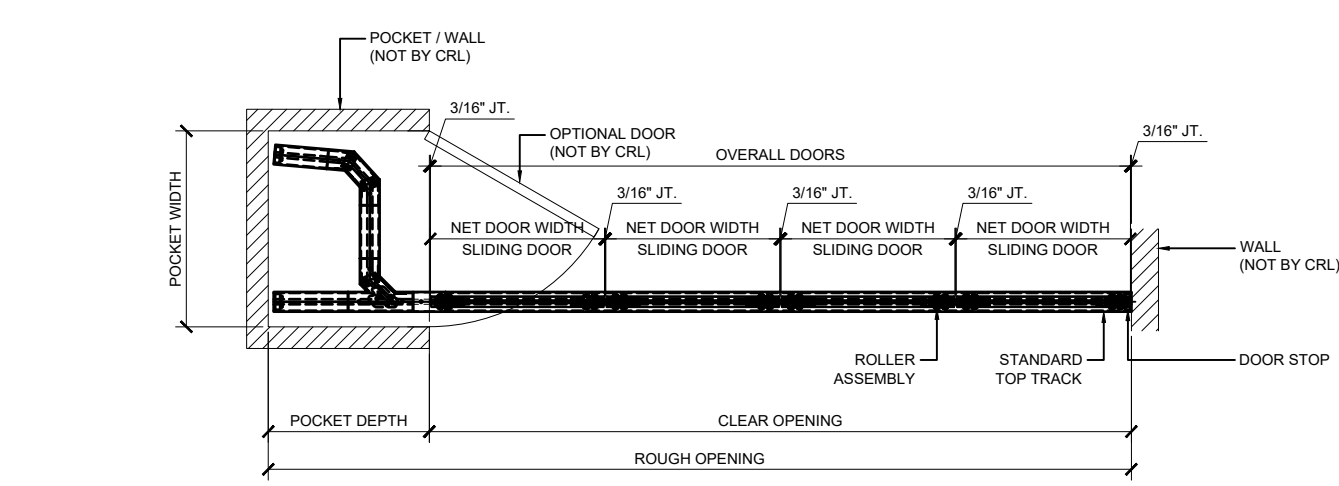 POCKET / WALL
(NOT BY CRL)
3/16" JT.
OPTIONAL DOOR
(NOT BY CRL)
OVERALL DOORS
3/16" JT.
POCKET WIDTH
3/16" JT.
3/16" JT.
3/16" JT.
NET DOOR WIDTH
SLIDING DOOR
NET DOOR WIDTH
SLIDING DOOR
NET DOOR WIDTH
SLIDING DOOR
NET DOOR WIDTH
SLIDING DOOR
WALL
(NOT BY CRL)
ROLLER
ASSEMBLY
STANDARD
TOP TRACK
DOOR STOP
POCKET DEPTH
CLEAR OPENING
ROUGH OPENING